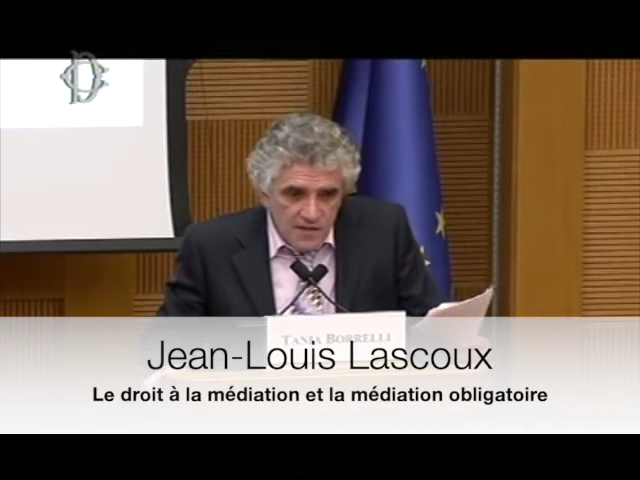 TANIA BORRELLI
Jean-Louis Lascoux
Le droit à la médiation et la médiation obligatoire